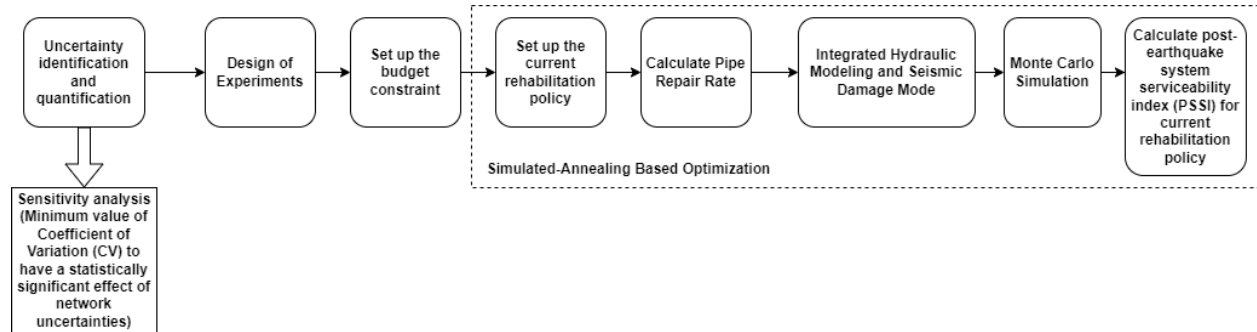 Uncertainty
identification
and
quantification
Design of
Experiments
Set up the
budget
constraint
Set up the
current
rehabilitation
policy
Calculate Pipe
Repair Rate
Integrated Hydraulic
Modeling and Seismic
Damage Mode
Monte Carlo
Simulation
Calculate post-
earthquake
system
serviceability
index (PSSI) for
current
rehabilitation
policy
Simulated-Annealing Based Optimization
Sensitivity analysis
(Minimum value of
Coefficient of
Variation (CV) to
have a statistically
significant effect of
network
uncertainties)